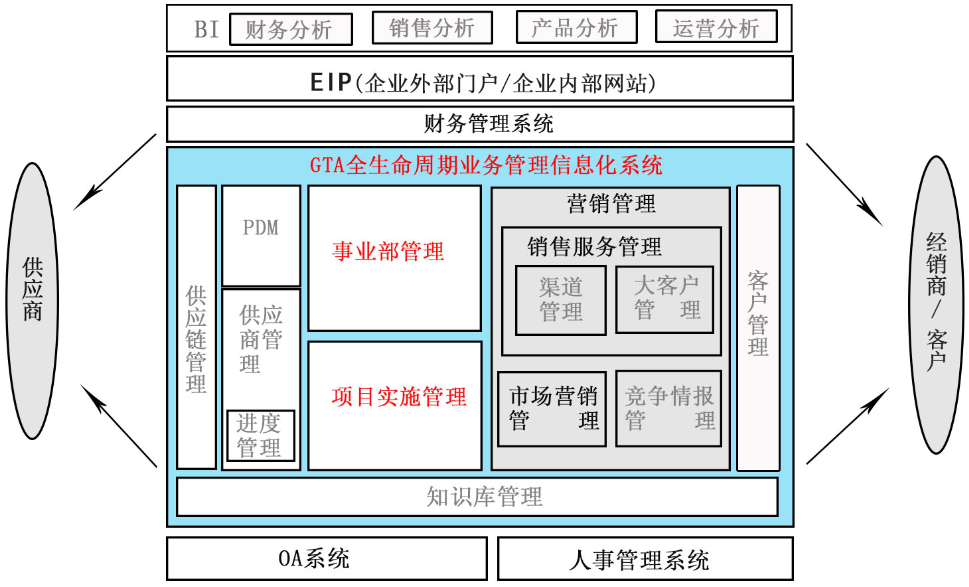 BI 财务分析 销售分析 产品分析 运营分析
EIP(企业外部门户/企业内部网站)
财务管理系统
GTA全生命周期业务管理信息化系统
供应商
供应链管理
PDM
供应
商管
理
进度
管理
事业部管理
项目实施管理
营销管理
销售服务管理
渠道
管理
大客户
管 理
市场营销
管 理
竞争情报
管 理
客户管理
经销商/客户
知识库管理
OA系统
人事管理系统